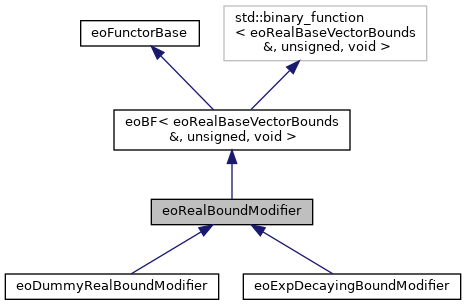 eoFunctorBase
std::binary_function
< eoRealBaseVectorBounds
&, unsigned, void >
eoBF< eoRealBaseVectorBounds
&, unsigned, void >
eoRealBoundModifier
eoDummyRealBoundModifier
eoExpDecayingBoundModifier